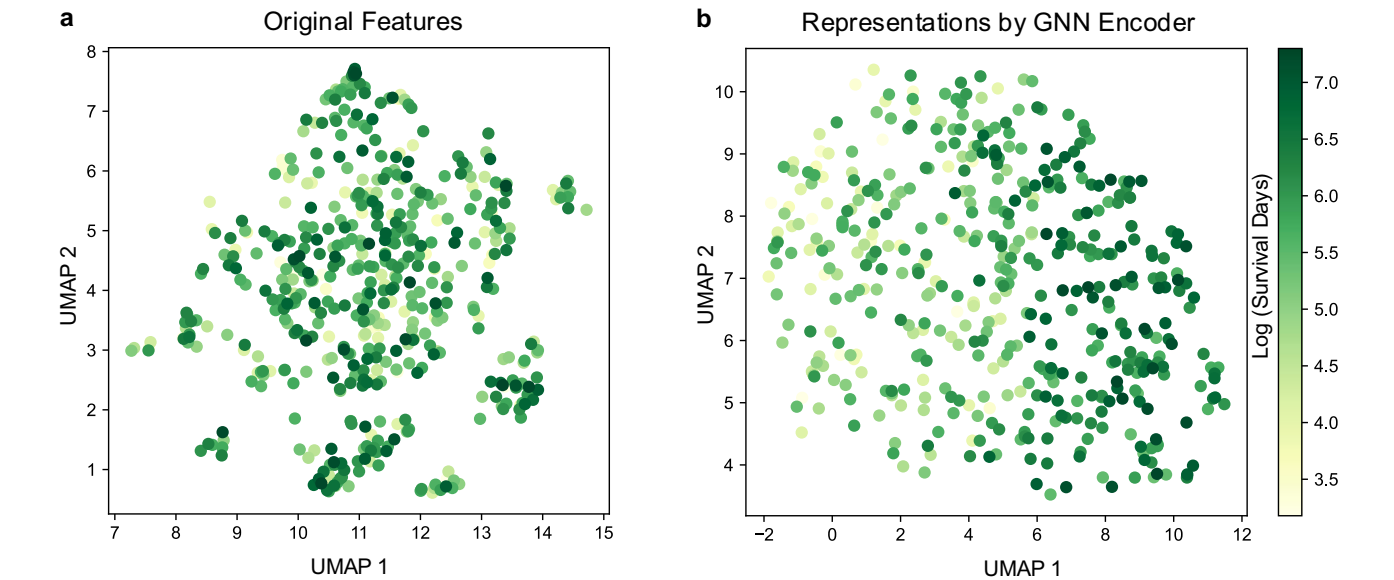 a Original Features
8
7
6
5
4
3
2
1
UMAP 2
7 8 9 10 11 12 13 14 15
UMAP 1
b Representations by GNN Encoder
10
9
8
7
6
5
4
UMAP 2
−2 0 2 4 6 8 10 12
UMAP 1
7.0
6.5
6.0
5.5
5.0
4.5
4.0
3.5
Log (Survival Days)